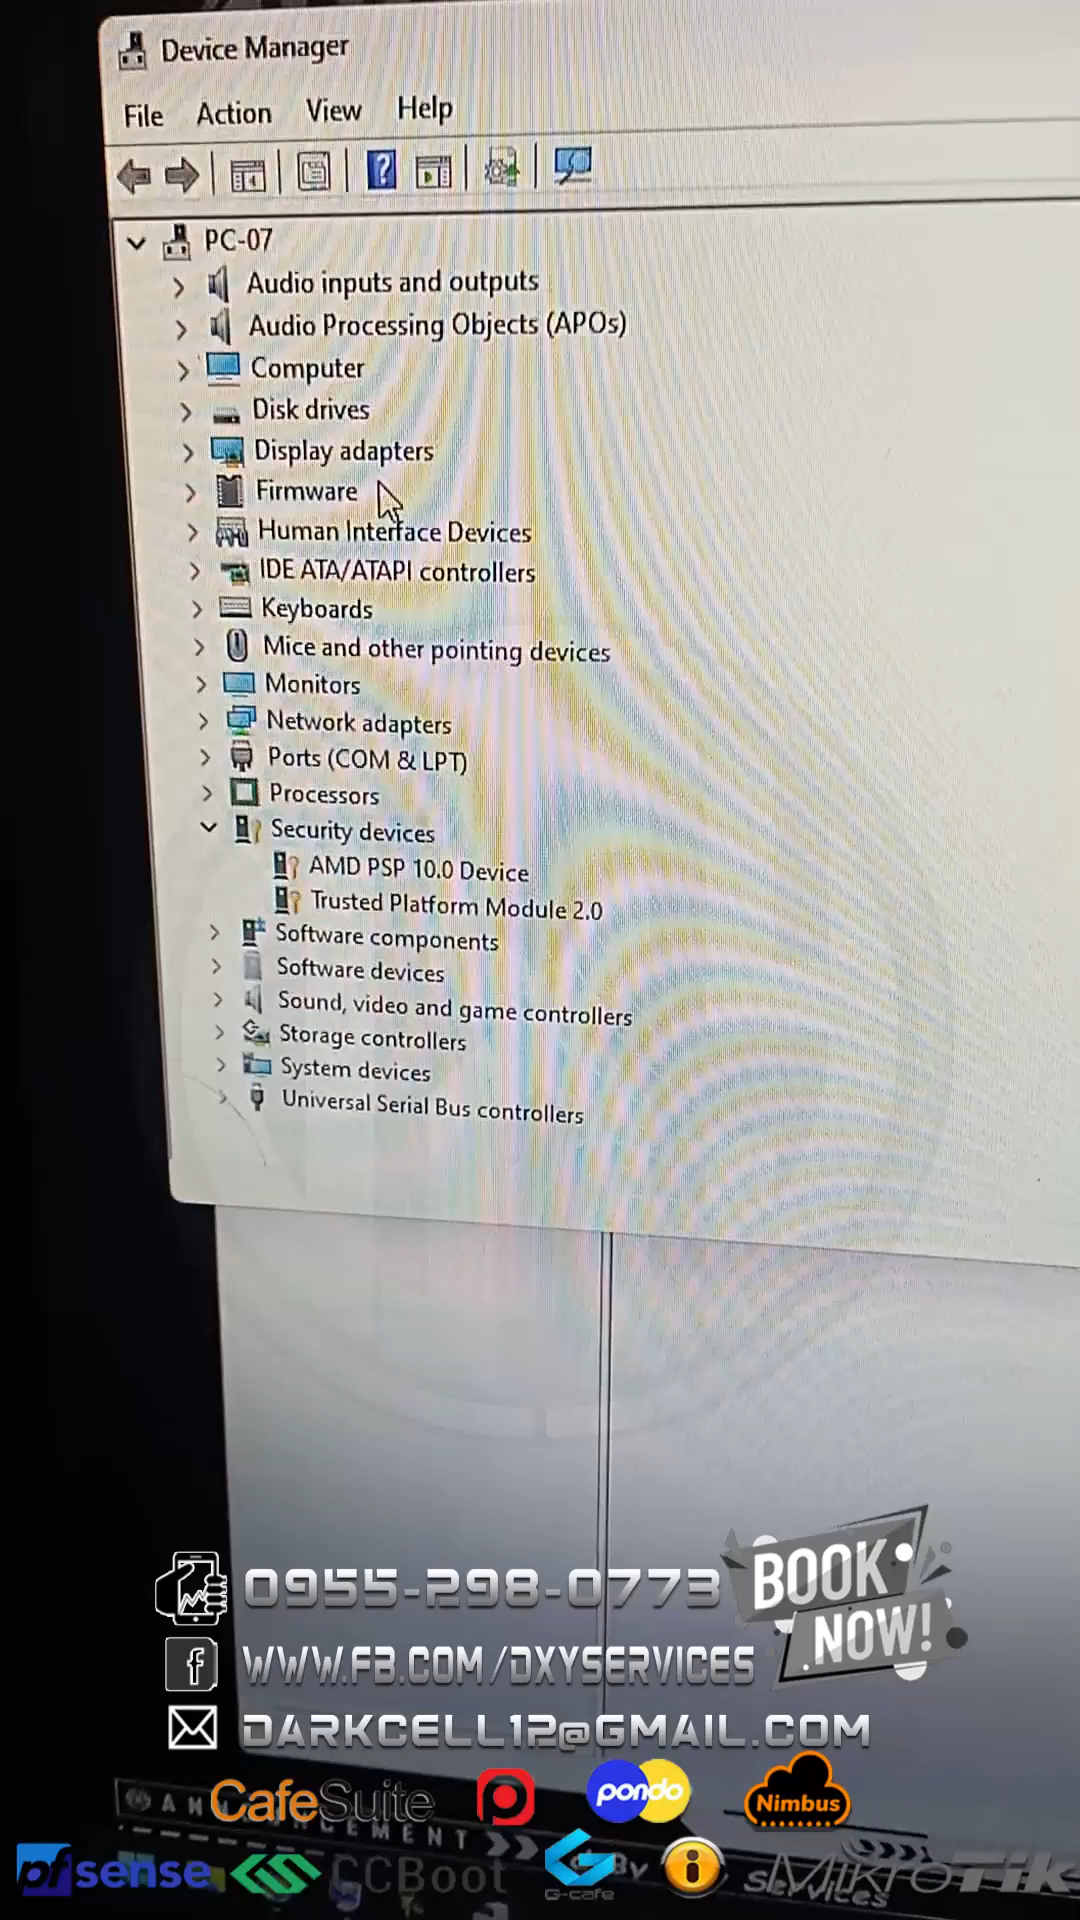 Device Manager
File Action View Help
PC-07
Audio inputs and outputs
Audio Processing Objects (APOs)
Computer
Disk drives
Display adapters
Firmware
Human Interface Devices
IDE ATA/ATAPI controllers
Keyboards
Mice and other pointing devices
Monitors
Network adapters
Ports (COM & LPT)
Processors
Security devices
AMD PSP 10.0 Device
Trusted Platform Module 2.0
Software components
Software devices
Sound, video and game controllers
Storage controllers
System devices
Universal Serial Bus controllers
0955-298-0773
BOOK NOW!
WWW.FB.COM/DXYSERVICES
DARKCELL12@GMAIL.COM
CafeSuite
pondo
Nimbus
pfsense
CCBoot
G-cafe
By
Services
MikroTik